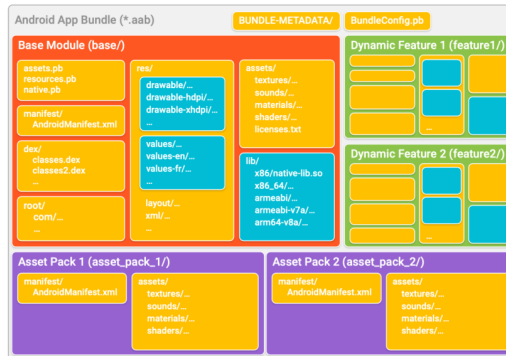 Android App Bundle (*.aab)
BUNDLE-METADATA/
BundleConfig.pb
Base Module (base/)
assets.pb
resources.pb
native.pb
manifest/
AndroidManifest.xml
dex/
classes.dex
classes2.dex
...
root/
com/...
...
res/
drawable/...
drawable-hdpi/...
drawable-xhdpi/...
...
values/...
values-en/...
values-fr/...
...
layout/...
xml/...
...
assets/
textures/...
sounds/...
materials/...
shaders/...
licenses.txt
lib/
x86/native-lib.so
x86_64/...
armeabi/...
armeabi-v7a/...
arm64-v8a/...
Dynamic Feature 1 (feature1/)
...
Dynamic Feature 2 (feature2/)
...
Asset Pack 1 (asset_pack_1/)
manifest/
AndroidManifest.xml
assets/
textures/...
sounds/...
materials/...
shaders/...
Asset Pack 2 (asset_pack_2/)
manifest/
AndroidManifest.xml
assets/
textures/...
sounds/...
materials/...
shaders/...